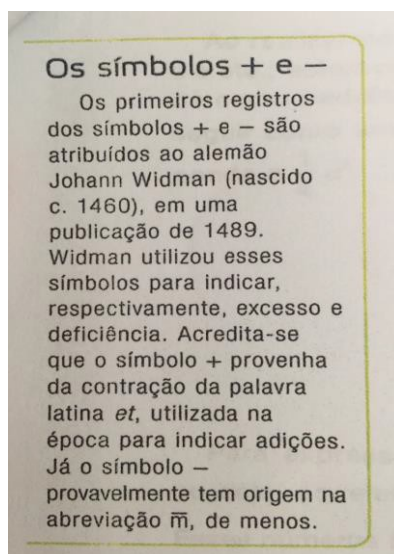 Os símbolos + e −
Os primeiros registros
dos símbolos + e − são
atribuídos ao alemão
Johann Widman (nascido
c. 1460), em uma
publicação de 1489.
Widman utilizou esses
símbolos para indicar,
respectivamente, excesso e
deficiência. Acredita-se
que o símbolo + provenha
da contração da palavra
latina et, utilizada na
época para indicar adições.
Já o símbolo −
provavelmente tem origem na
abreviação m̅, de menos.